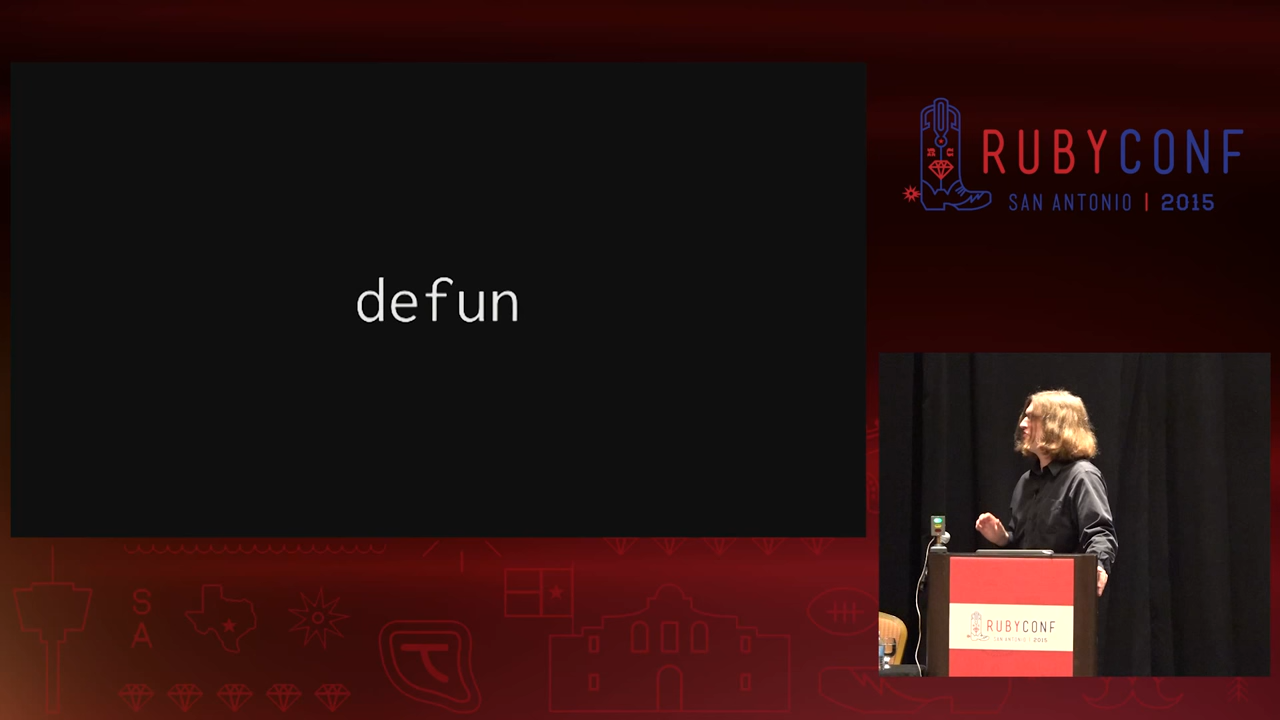 defun
RUBYCONF
SAN ANTONIO | 2015
S
A
RUBYCONF
SAN ANTONIO | 2015